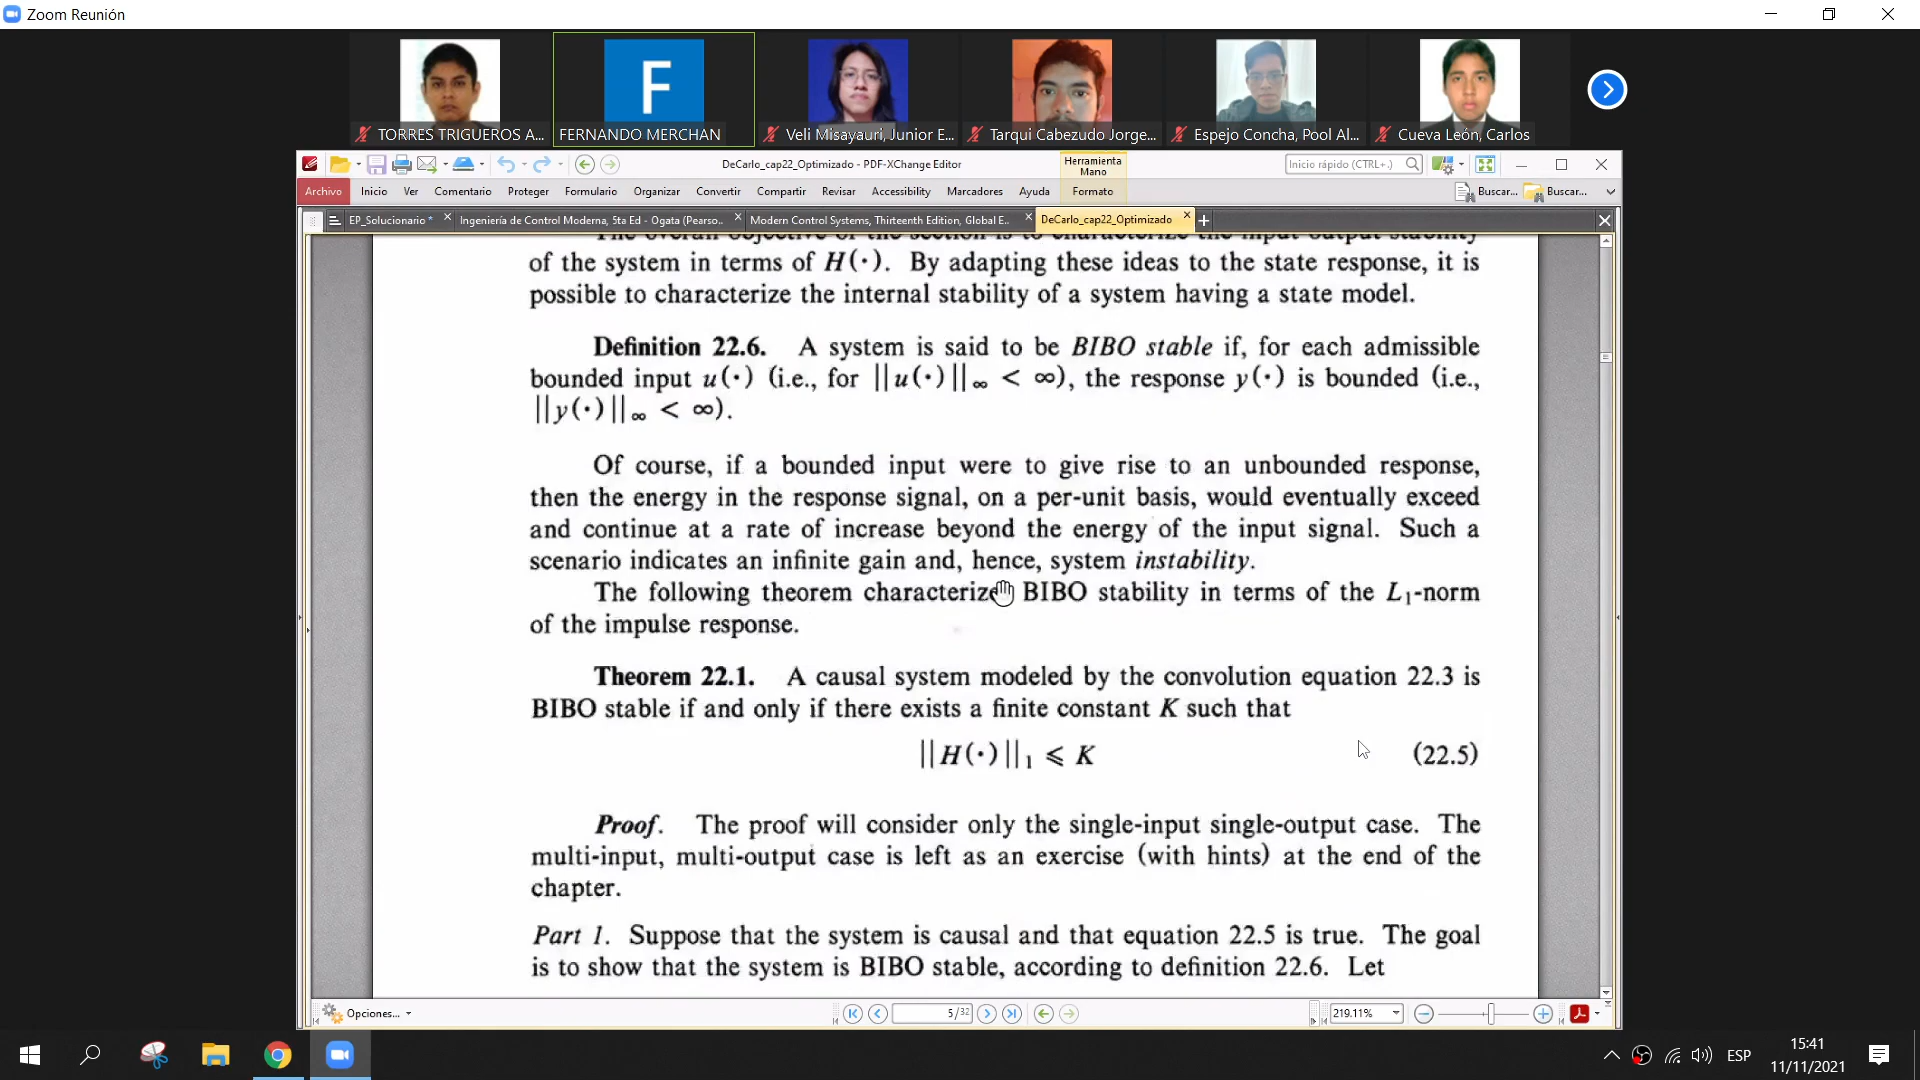 Zoom Reunión
F
TORRES TRIGUEROS A...
FERNANDO MERCHAN
Veli Misayauri, Junior E...
Tarqui Cabezudo Jorge...
Espejo Concha, Pool Al...
Cueva León, Carlos
DeCarlo_cap22_Optimizado - PDF-XChange Editor
Herramienta
Mano
Inicio rápido (CTRL+.)
Archivo Inicio Ver Comentario Proteger Formulario Organizar Convertir Compartir Revisar Accessibility Marcadores Ayuda Formato Buscar... Buscar...
EP_Solucionario * Ingeniería de Control Moderna, 5ta Ed - Ogata (Pearso.. Modern Control Systems, Thirteenth Edition, Global E.. DeCarlo_cap22_Optimizado
The overall objective of the section is to characterize the input-output stability
of the system in terms of H(·). By adapting these ideas to the state response, it is
possible to characterize the internal stability of a system having a state model.
Definition 22.6. A system is said to be BIBO stable if, for each admissible
bounded input u(·) (i.e., for ||u(·)||∞ < ∞), the response y(·) is bounded (i.e.,
||y(·)||∞ < ∞).
Of course, if a bounded input were to give rise to an unbounded response,
then the energy in the response signal, on a per-unit basis, would eventually exceed
and continue at a rate of increase beyond the energy of the input signal. Such a
scenario indicates an infinite gain and, hence, system instability.
The following theorem characterize BIBO stability in terms of the L₁-norm
of the impulse response.
Theorem 22.1. A causal system modeled by the convolution equation 22.3 is
BIBO stable if and only if there exists a finite constant K such that
||H(·)||₁ ⩽ K (22.5)
Proof. The proof will consider only the single-input single-output case. The
multi-input, multi-output case is left as an exercise (with hints) at the end of the
chapter.
Part 1. Suppose that the system is causal and that equation 22.5 is true. The goal
is to show that the system is BIBO stable, according to definition 22.6. Let
Opciones... 5/32 219.11%
ESP
15:41
11/11/2021